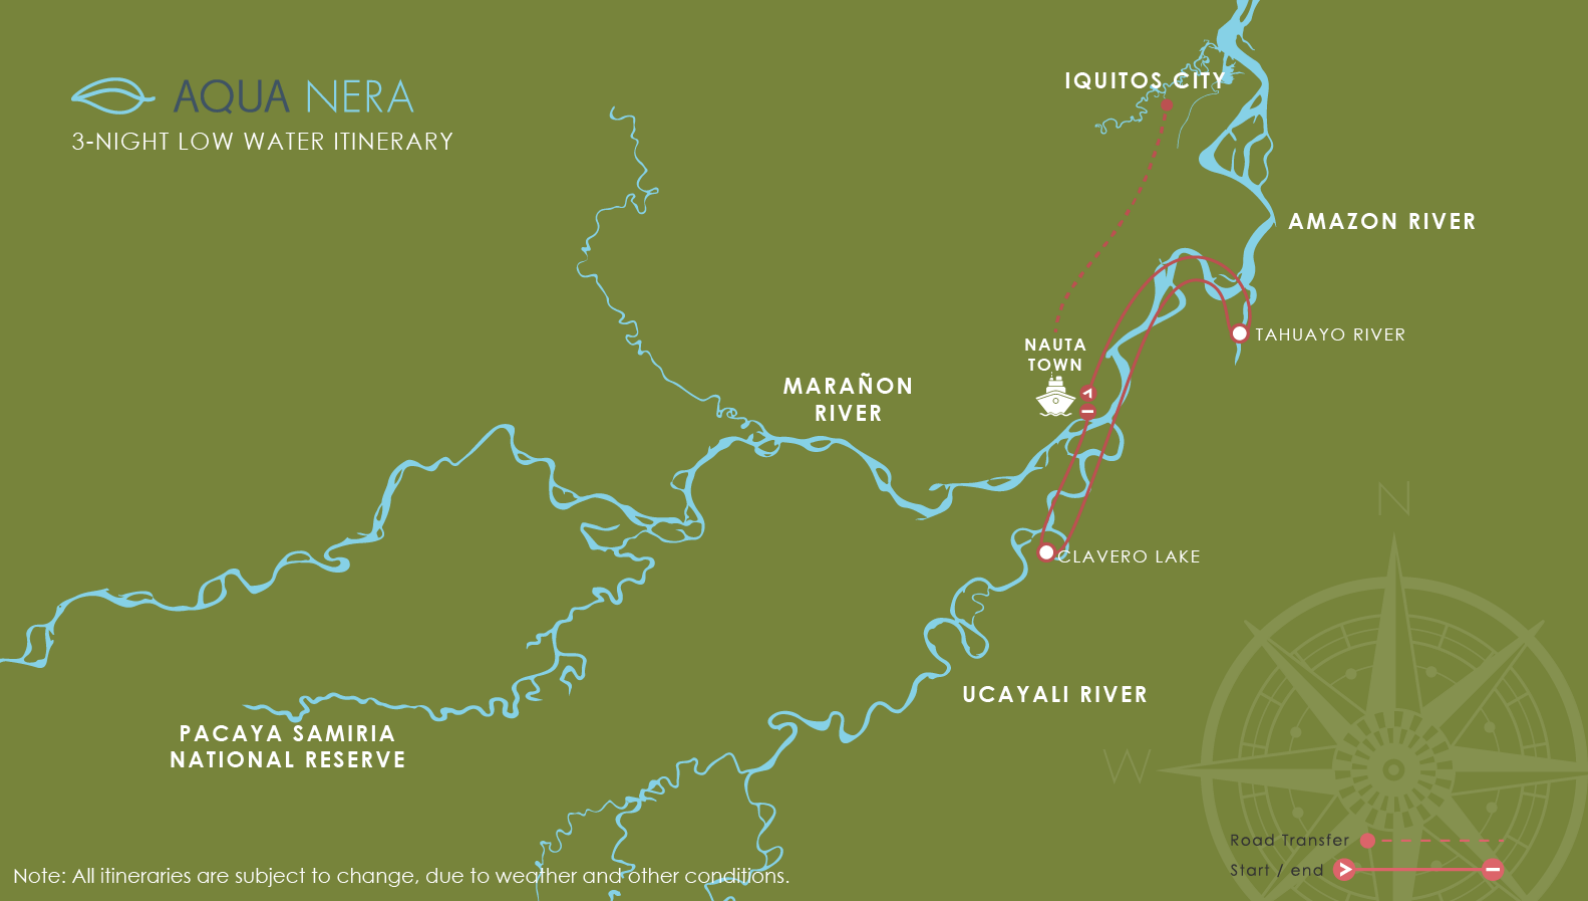 AQUA NERA
3-NIGHT LOW WATER ITINERARY
IQUITOS CITY
AMAZON RIVER
TAHUAYO RIVER
NAUTA
TOWN
MARAÑON
RIVER
CLAVERO LAKE
N
UCAYALI RIVER
PACAYA SAMIRIA
NATIONAL RESERVE
W
Road Transfer
Start / end
Note: All itineraries are subject to change, due to weather and other conditions.